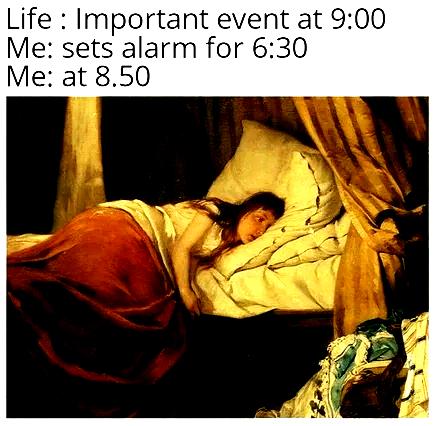 Life : Important event at 9:00
Me: sets alarm for 6:30
Me: at 8.50